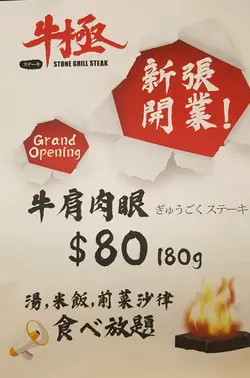 牛極
ステーキ STONE GRILL STEAK
新張
開業!
Grand
Opening
牛肩肉眼 ぎゅうごくステーキ
$80 180g
湯,米飯,前菜沙律
食べ放題